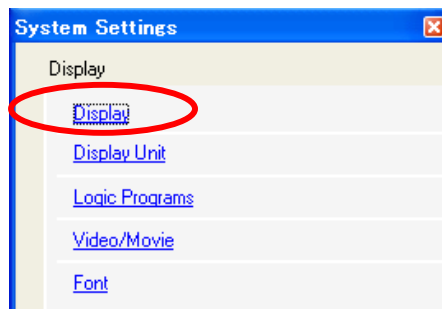 System Settings
Display
Display
Display Unit
Logic Programs
Video/Movie
Font